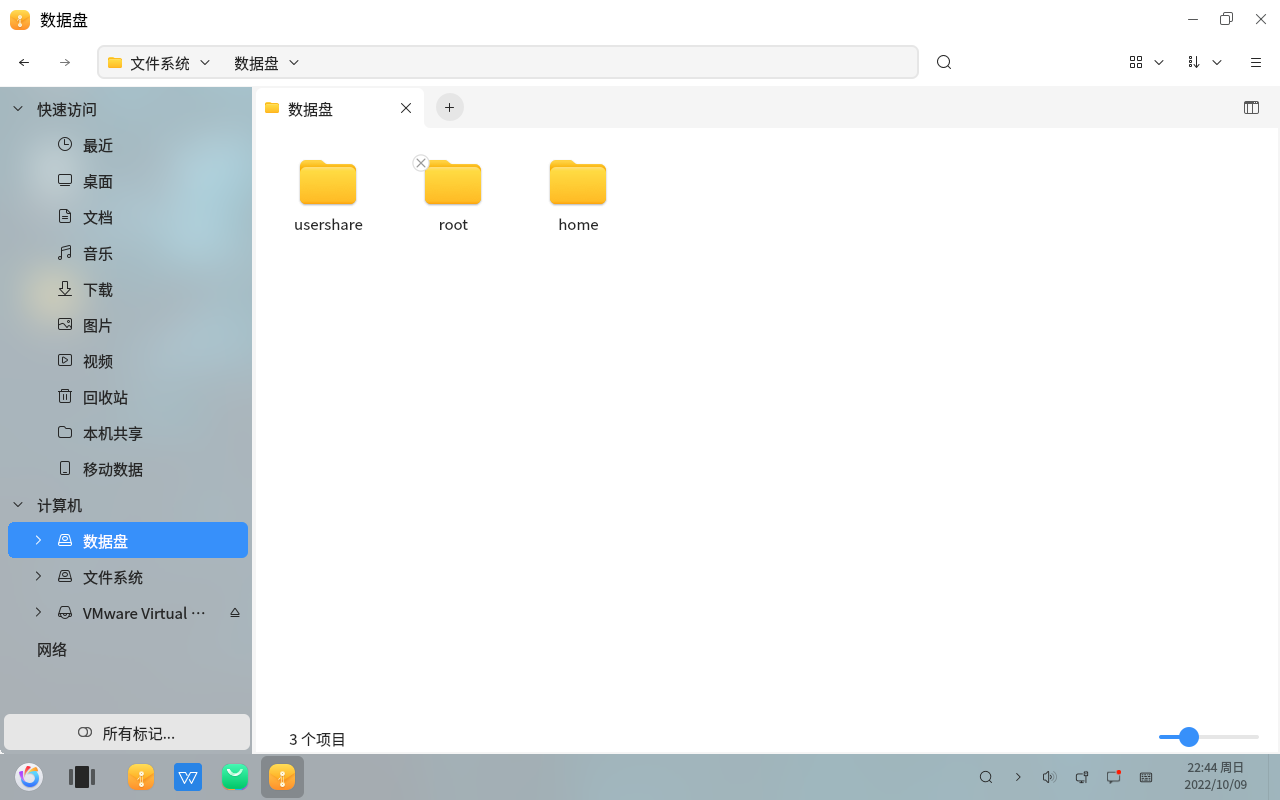 数据盘
文件系统
数据盘
快速访问
数据盘
最近
桌面
文档
音乐
下载
图片
视频
回收站
本机共享
移动数据
usershare
root
home
计算机
数据盘
文件系统
VMware Virtual ···
网络
所有标记...
3 个项目
22:44 周日
2022/10/09